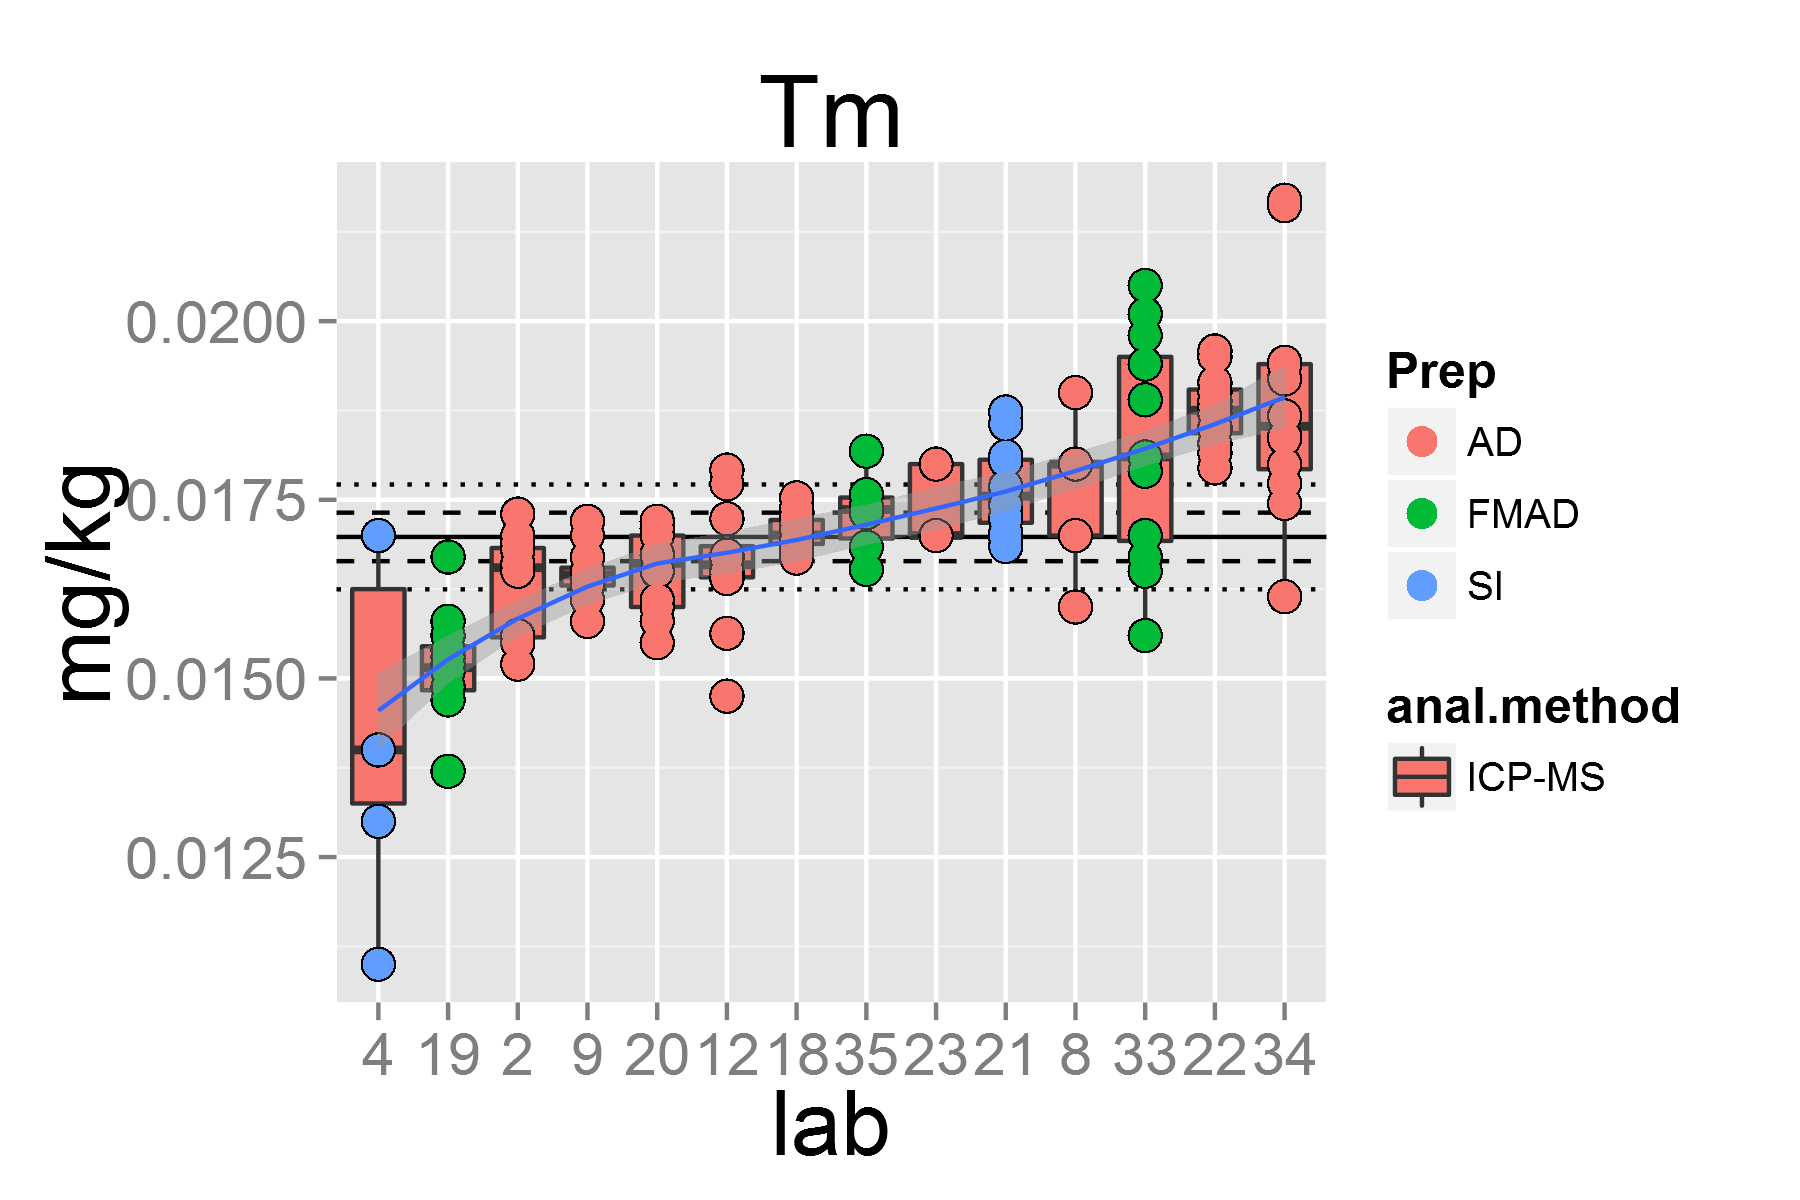 Tm
mg/kg
0.0200
0.0175
0.0150
0.0125
4 19 2 9 20 12 18 35 23 21 8 33 22 34
lab
Prep
AD
FMAD
SI
anal.method
ICP-MS